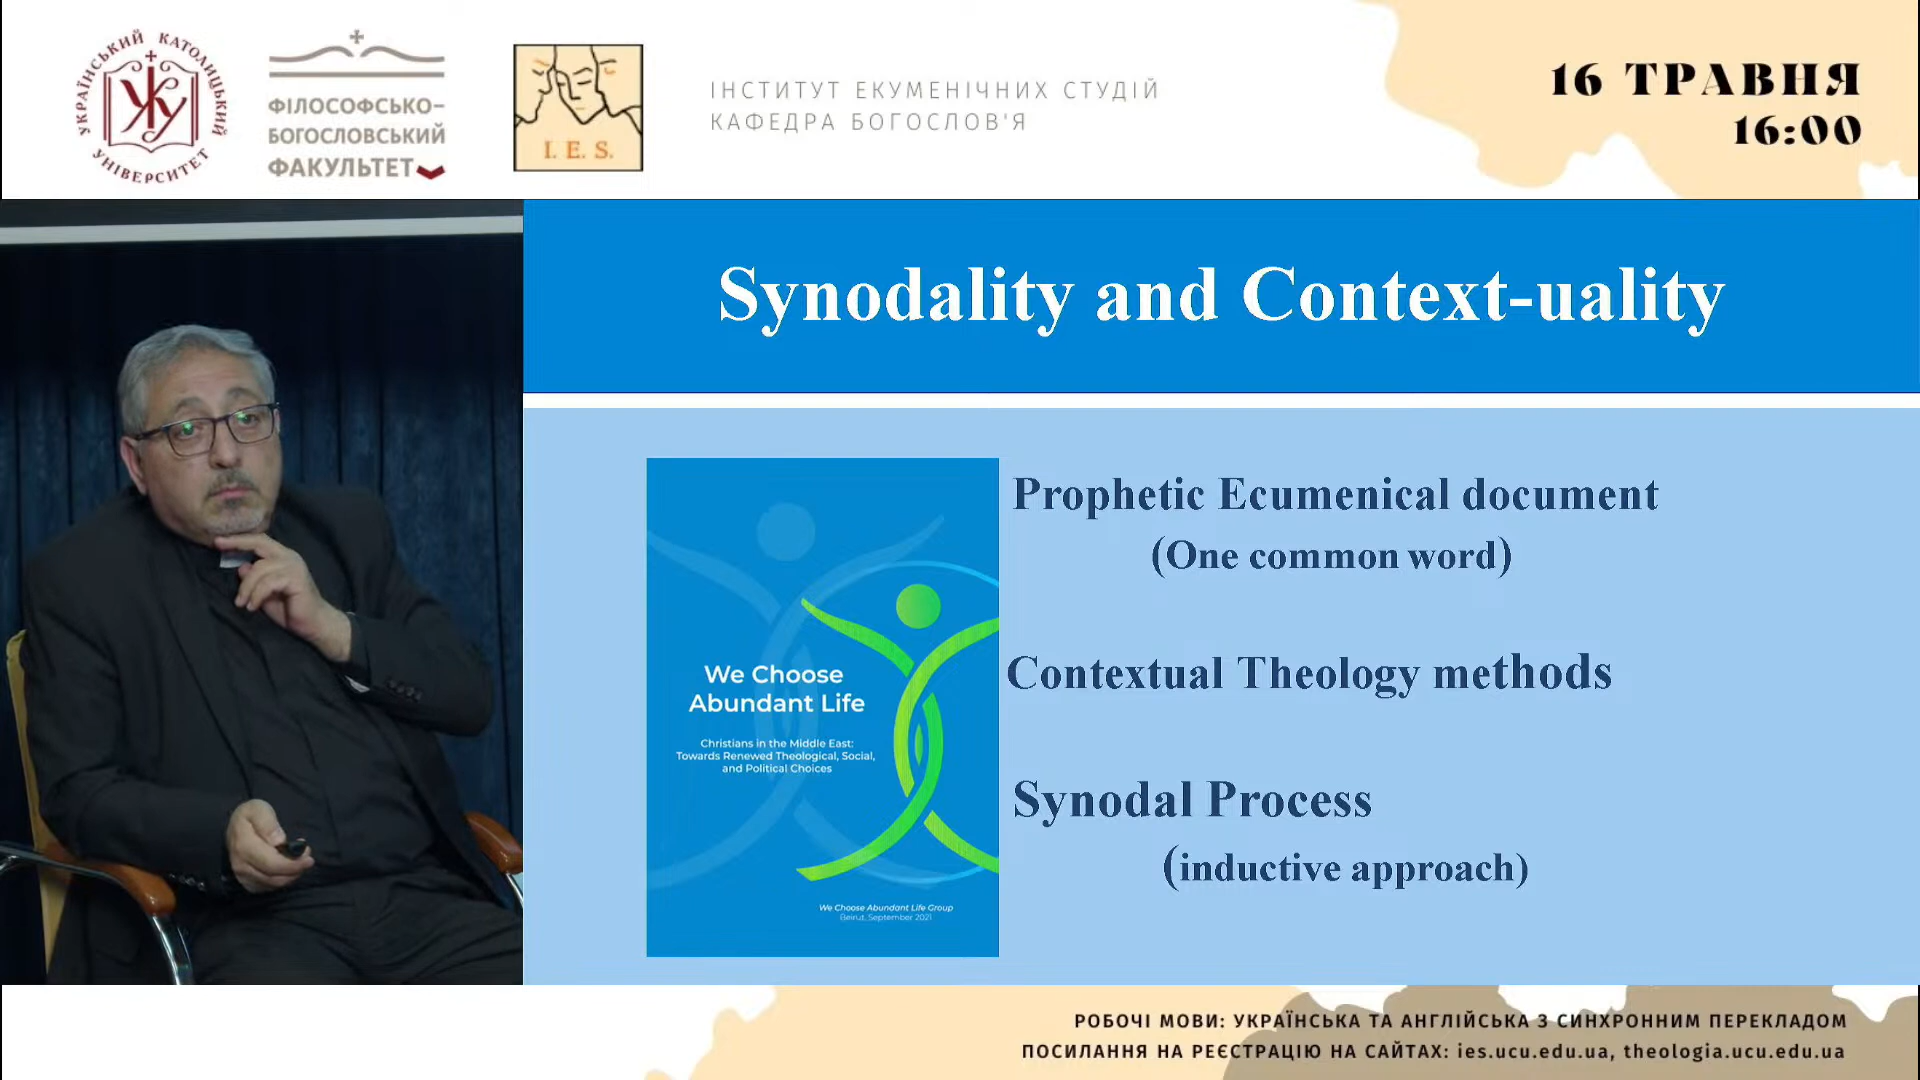 УКРАЇНСЬКИЙ КАТОЛИЦЬКИЙ
УНІВЕРСИТЕТ
ФІЛОСОФСЬКО-
БОГОСЛОВСЬКИЙ
ФАКУЛЬТЕТ
I. E. S.
ІНСТИТУТ ЕКУМЕНІЧНИХ СТУДІЙ
КАФЕДРА БОГОСЛОВ'Я
16 ТРАВНЯ
16:00
Synodality and Context-uality
We Choose
Abundant Life
Christians in the Middle East:
Towards Renewed Theological, Social,
and Political Choices
We Choose Abundant Life Group
Beirut, September 2021
Prophetic Ecumenical document
(One common word)
Contextual Theology methods
Synodal Process
(inductive approach)
РОБОЧІ МОВИ: УКРАЇНСЬКА ТА АНГЛІЙСЬКА З СИНХРОННИМ ПЕРЕКЛАДОМ
ПОСИЛАННЯ НА РЕЄСТРАЦІЮ НА САЙТАХ: ies.ucu.edu.ua, theologia.ucu.edu.ua